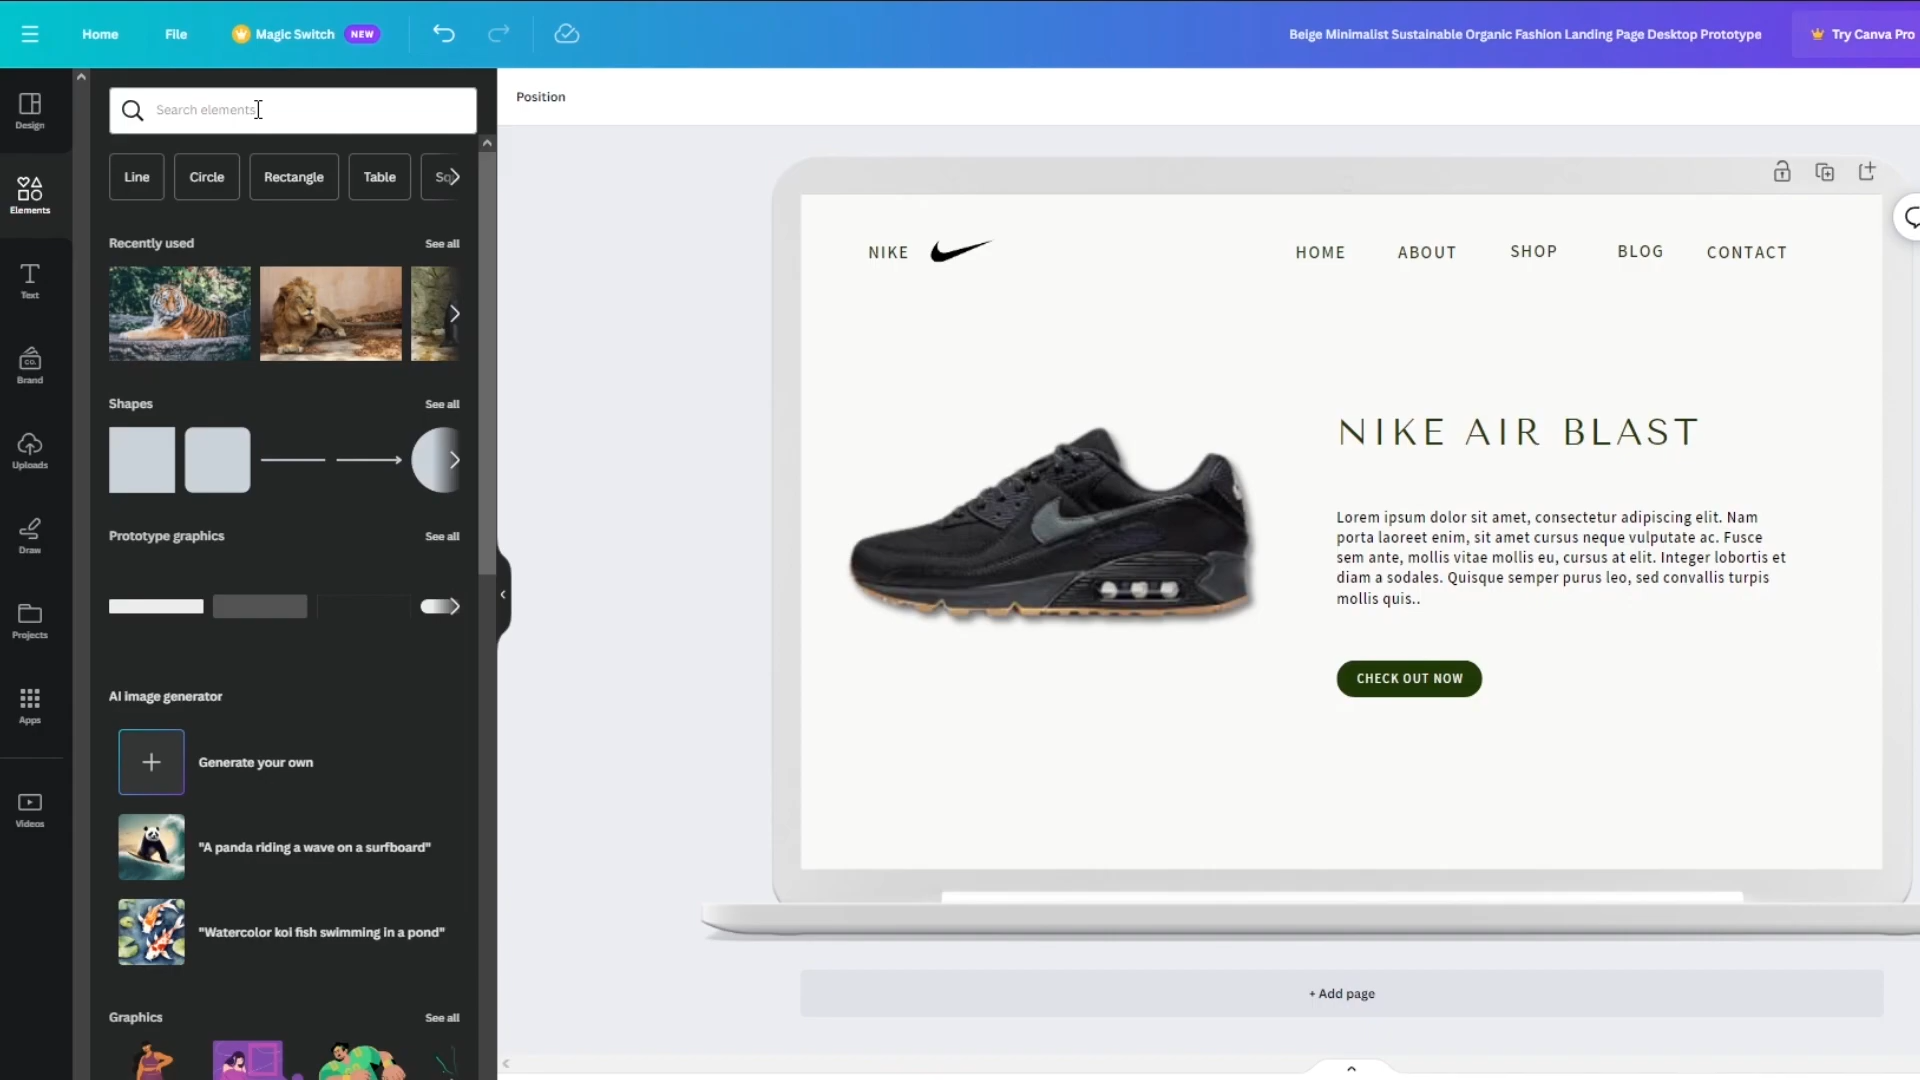 Home
File
Magic Switch
NEW
Beige Minimalist Sustainable Organic Fashion Landing Page Desktop Prototype
Try Canva Pro
Design
Elements
Text
CO.
Brand
Uploads
Draw
Projects
Apps
Videos
Search elements
Line
Circle
Rectangle
Table
Recently used
See all
Shapes
See all
Prototype graphics
See all
AI image generator
Generate your own
"A panda riding a wave on a surfboard"
"Watercolor koi fish swimming in a pond"
Graphics
See all
Position
NIKE
HOME
ABOUT
SHOP
BLOG
CONTACT
NIKE AIR BLAST
Lorem ipsum dolor sit amet, consectetur adipiscing elit. Nam
porta laoreet enim, sit amet cursus neque vulputate ac. Fusce
sem ante, mollis vitae mollis eu, cursus at elit. Integer lobortis et
diam a sodales. Quisque semper purus leo, sed convallis turpis
mollis quis..
CHECK OUT NOW
+ Add page